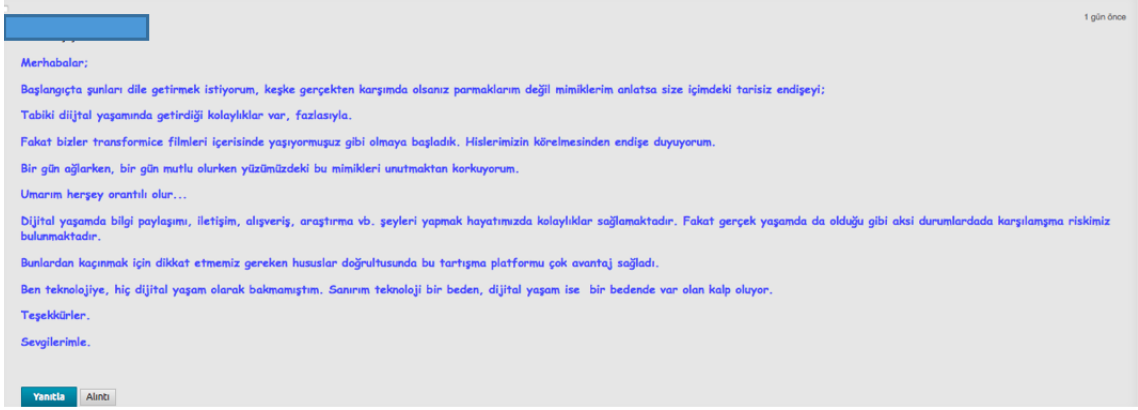 1 gün önce
Merhabalar;
Başlangıçta şunları dile getirmek istiyorum, keşke gerçekten karşımda olsanız parmaklarım değil mimiklerim anlatsa size içimdeki tarisiz endişeyi;
Tabiki diijtal yaşamında getirdiği kolaylıklar var, fazlasıyla.
Fakat bizler transformice filmleri içerisinde yaşıyormuşuz gibi olmaya başladık. Hislerimizin körelmesinden endişe duyuyorum.
Bir gün ağlarken, bir gün mutlu olurken yüzümüzdeki bu mimikleri unutmaktan korkuyorum.
Umarım herşey orantılı olur...
Dijital yaşamda bilgi paylaşımı, iletişim, alışveriş, araştırma vb. şeyleri yapmak hayatımızda kolaylıklar sağlamaktadır. Fakat gerçek yaşamda da olduğu gibi aksi durumlardada karşılamşma riskimiz
bulunmaktadır.
Bunlardan kaçınmak için dikkat etmemiz gereken hususlar doğrultusunda bu tartışma platformu çok avantaj sağladı.
Ben teknolojiye, hiç dijital yaşam olarak bakmamıştım. Sanırım teknoloji bir beden, dijital yaşam ise bir bedende var olan kalp oluyor.
Teşekkürler.
Sevgilerimle.
Yanıtla Alıntı